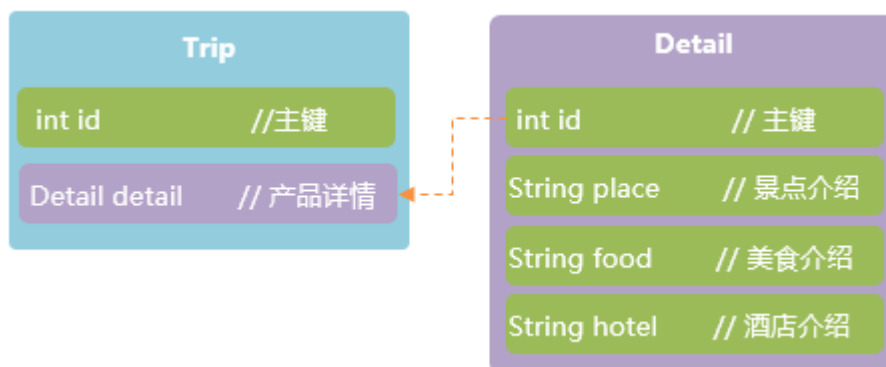 Trip
int id //主键
Detail detail // 产品详情
Detail
int id // 主键
String place // 景点介绍
String food // 美食介绍
String hotel // 酒店介绍